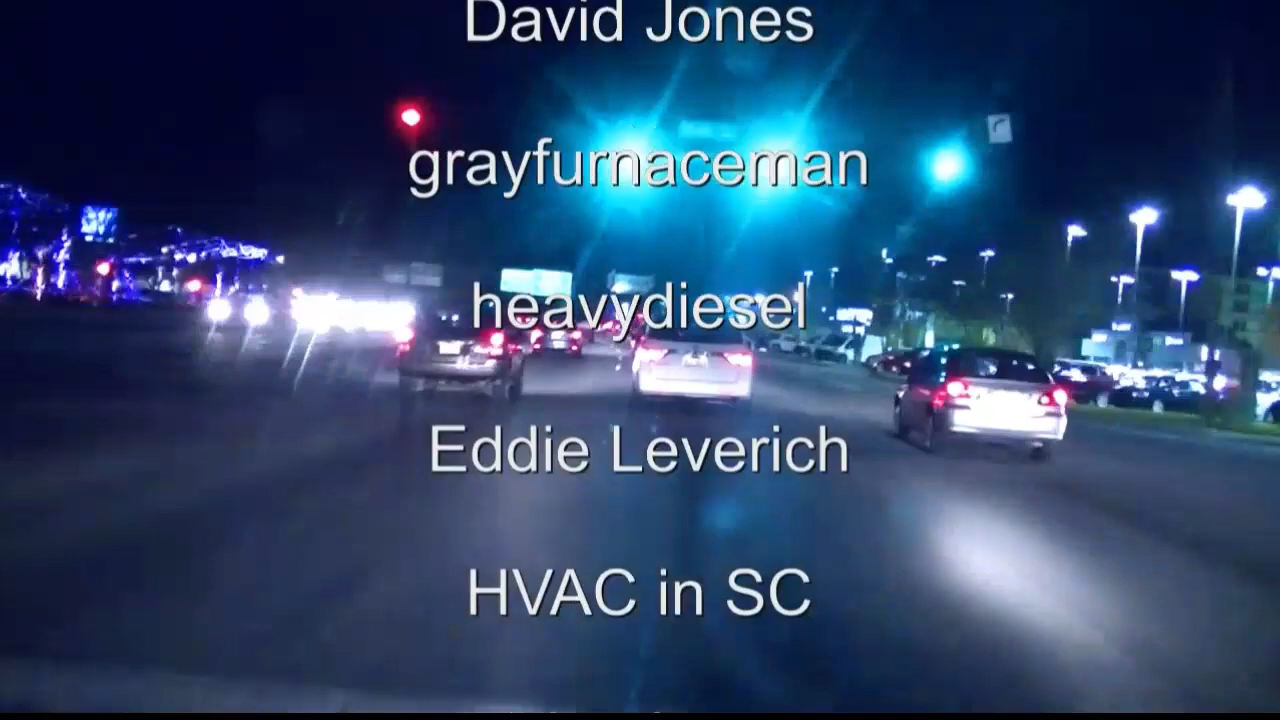 David Jones
grayfurnaceman
heavydiesel
Eddie Leverich
HVAC in SC